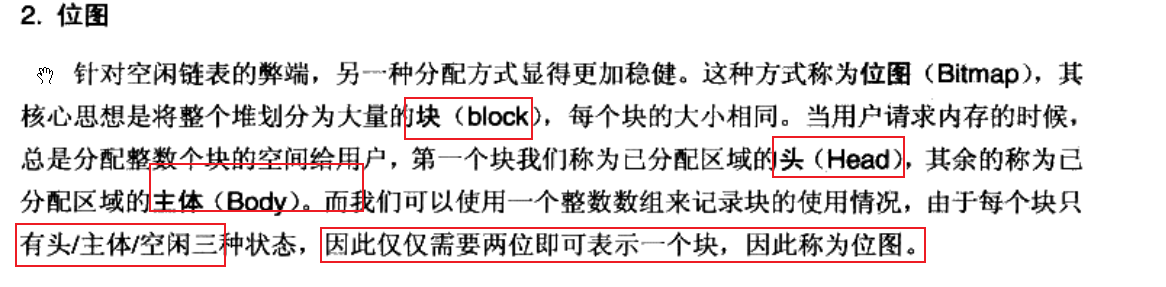 2. 位图
针对空闲链表的弊端，另一种分配方式显得更加稳健。这种方式称为位图（Bitmap），其
核心思想是将整个堆划分为大量的块（block），每个块的大小相同。当用户请求内存的时候，
总是分配整数个块的空间给用户，第一个块我们称为已分配区域的头（Head），其余的称为已
分配区域的主体（Body）。而我们可以使用一个整数数组来记录块的使用情况，由于每个块只
有头/主体/空闲三种状态，因此仅仅需要两位即可表示一个块，因此称为位图。